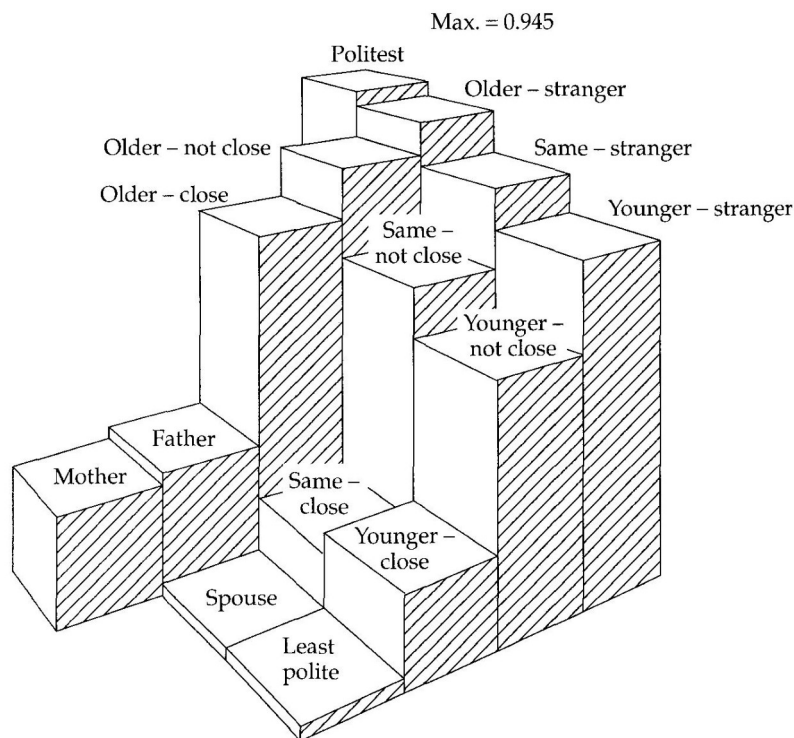 Max. = 0.945
Politest
Older – stranger
Older – not close
Same – stranger
Older – close
Younger – stranger
Same –
not close
Younger –
not close
Father
Mother
Same –
close
Younger –
close
Spouse
Least
polite